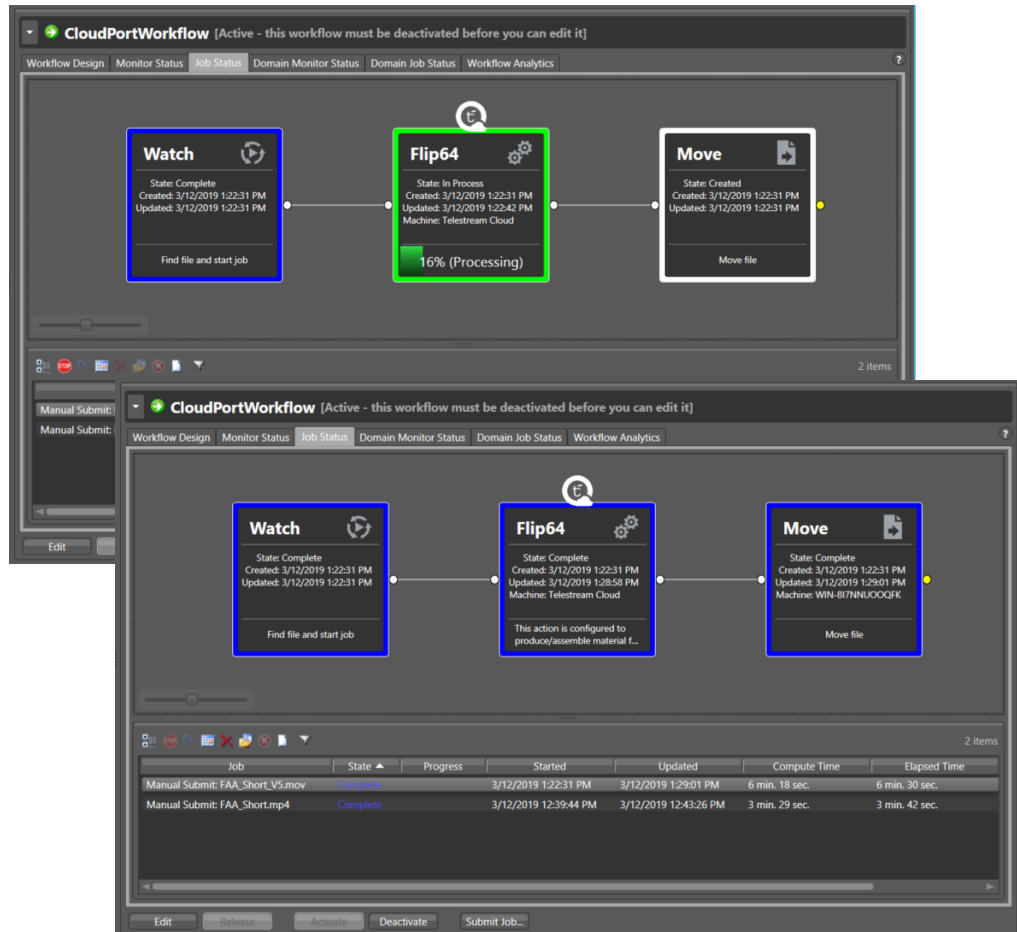 CloudPortWorkflow [Active - this workflow must be deactivated before you can edit it]
Workflow Design Monitor Status Job Status Domain Monitor Status Domain Job Status Workflow Analytics ?
Watch
State: Complete
Created: 3/12/2019 1:22:31 PM
Updated: 3/12/2019 1:22:31 PM
Find file and start job
Flip64
State: In Process
Created: 3/12/2019 1:22:31 PM
Updated: 3/12/2019 1:22:42 PM
Machine: Telestream Cloud
16% (Processing)
Move
State: Created
Created: 3/12/2019 1:22:31 PM
Updated: 3/12/2019 1:22:31 PM
Move file
STOP
2 items
Manual Submit:
Manual Submit:
Edit
CloudPortWorkflow [Active - this workflow must be deactivated before you can edit it]
Workflow Design Monitor Status Job Status Domain Monitor Status Domain Job Status Workflow Analytics ?
Watch
State: Complete
Created: 3/12/2019 1:22:31 PM
Updated: 3/12/2019 1:22:31 PM
Find file and start job
Flip64
State: Complete
Created: 3/12/2019 1:22:31 PM
Updated: 3/12/2019 1:28:58 PM
Machine: Telestream Cloud
This action is configured to
produce/assemble material f...
Move
State: Complete
Created: 3/12/2019 1:22:31 PM
Updated: 3/12/2019 1:29:01 PM
Machine: WIN-8I7NNUOOQFK
Move file
STOP
2 items
Job State Progress Started Updated Compute Time Elapsed Time
Manual Submit: FAA_Short_V5.mov Complete 3/12/2019 1:22:31 PM 3/12/2019 1:29:01 PM 6 min. 18 sec. 6 min. 30 sec.
Manual Submit: FAA_Short.mp4 Complete 3/12/2019 12:39:44 PM 3/12/2019 12:43:26 PM 3 min. 29 sec. 3 min. 42 sec.
Edit Release Activate Deactivate Submit Job...